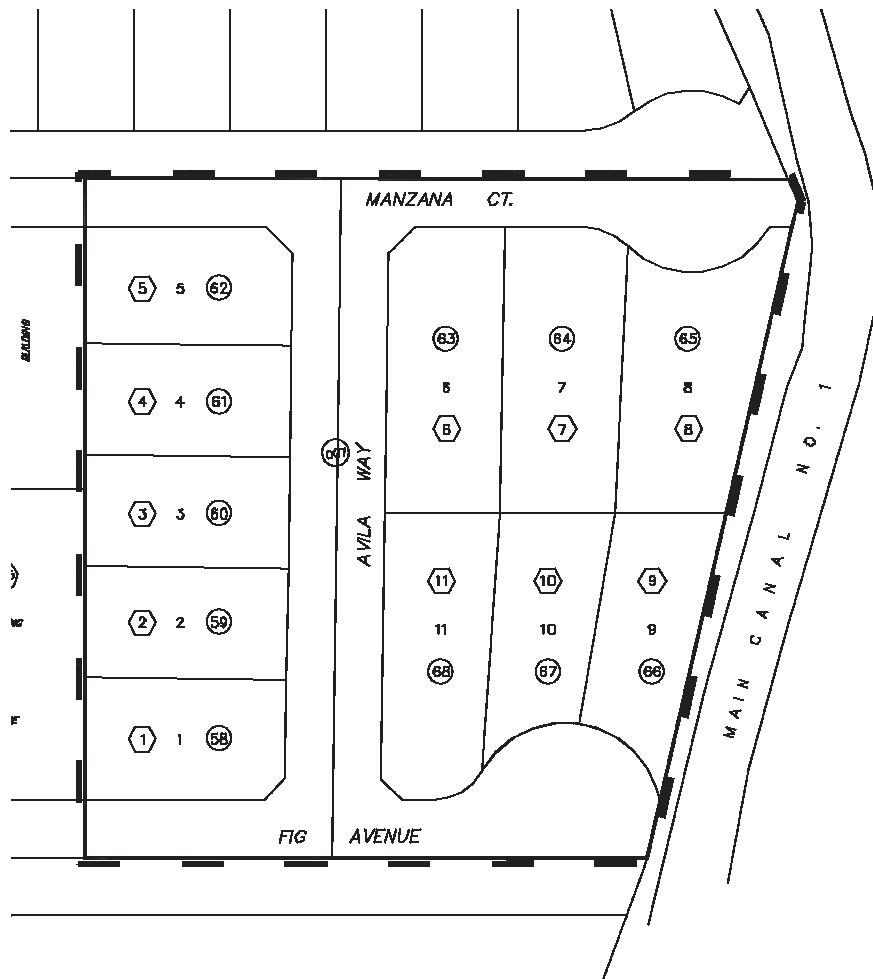 MANZANA CT.
5 5 62
BUILDING
63 64 65
4 4 61
6 7 8
6 7 8
AVILA WAY
MAIN CANAL NO. 1
3 3 60
11 10 9
2 2 59
11 10 9
68 67 66
1 1 58
FIG AVENUE